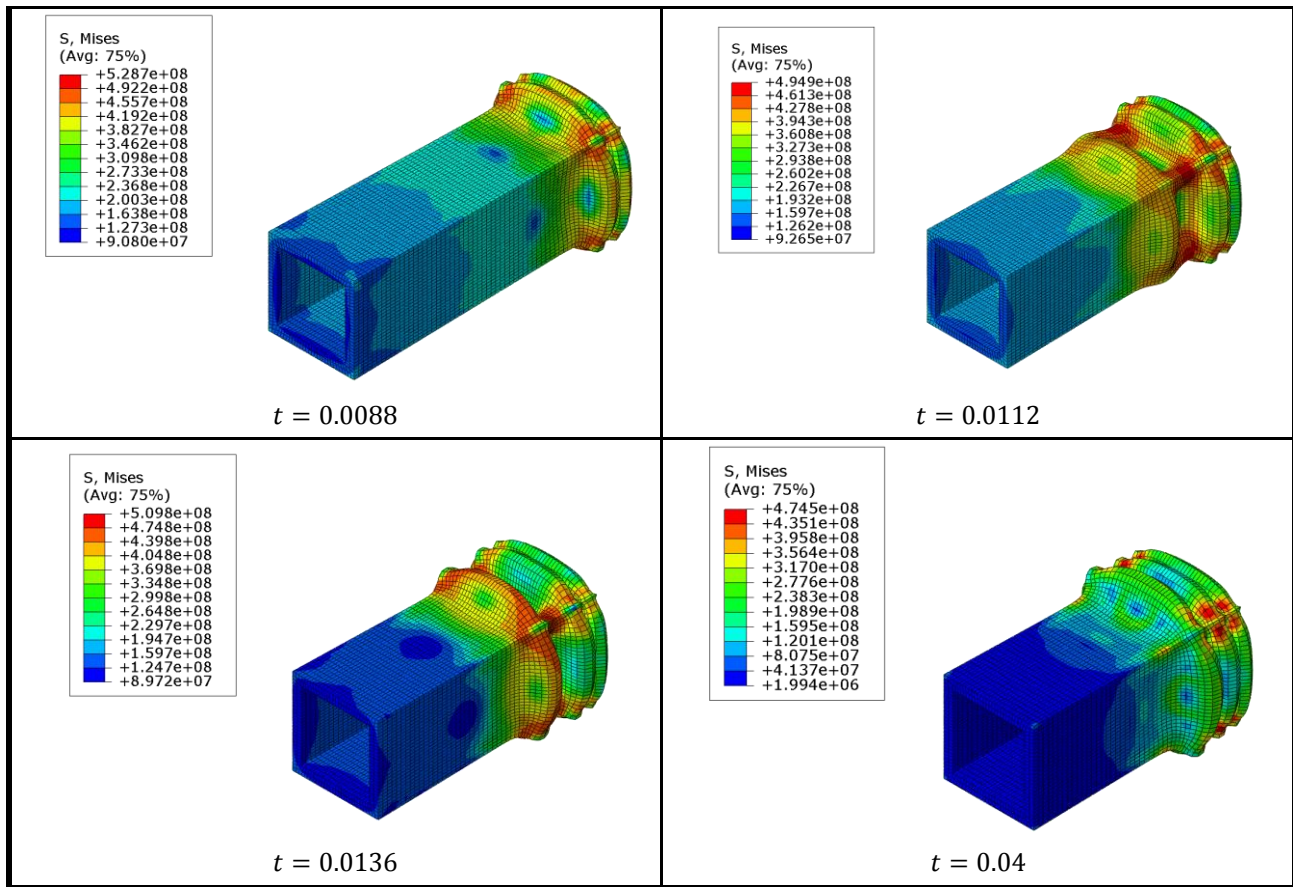 S, Mises
(Avg: 75%)
+5.287e+08
+4.922e+08
+4.557e+08
+4.192e+08
+3.827e+08
+3.462e+08
+3.098e+08
+2.733e+08
+2.368e+08
+2.003e+08
+1.638e+08
+1.273e+08
+9.080e+07
t = 0.0088
S, Mises
(Avg: 75%)
+4.949e+08
+4.613e+08
+4.278e+08
+3.943e+08
+3.608e+08
+3.273e+08
+2.938e+08
+2.602e+08
+2.267e+08
+1.932e+08
+1.597e+08
+1.262e+08
+9.265e+07
t = 0.0112
S, Mises
(Avg: 75%)
+5.098e+08
+4.748e+08
+4.398e+08
+4.048e+08
+3.698e+08
+3.348e+08
+2.998e+08
+2.648e+08
+2.297e+08
+1.947e+08
+1.597e+08
+1.247e+08
+8.972e+07
t = 0.0136
S, Mises
(Avg: 75%)
+4.745e+08
+4.351e+08
+3.958e+08
+3.564e+08
+3.170e+08
+2.776e+08
+2.383e+08
+1.989e+08
+1.595e+08
+1.201e+08
+8.075e+07
+4.137e+07
+1.994e+06
t = 0.04